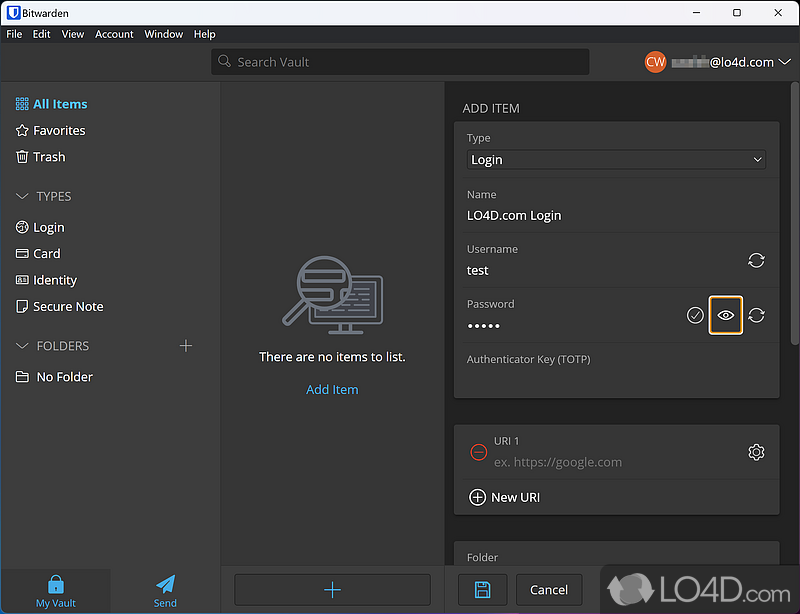 Bitwarden
File Edit View Account Window Help
Search Vault
CW @lo4d.com
All Items
Favorites
Trash
TYPES
Login
Card
Identity
Secure Note
FOLDERS
No Folder
My Vault
Send
There are no items to list.
Add Item
ADD ITEM
Type
Login
Name
LO4D.com Login
Username
test
Password
•••••
Authenticator Key (TOTP)
URI 1
ex. https://google.com
New URI
Folder
Cancel
LO4D.com